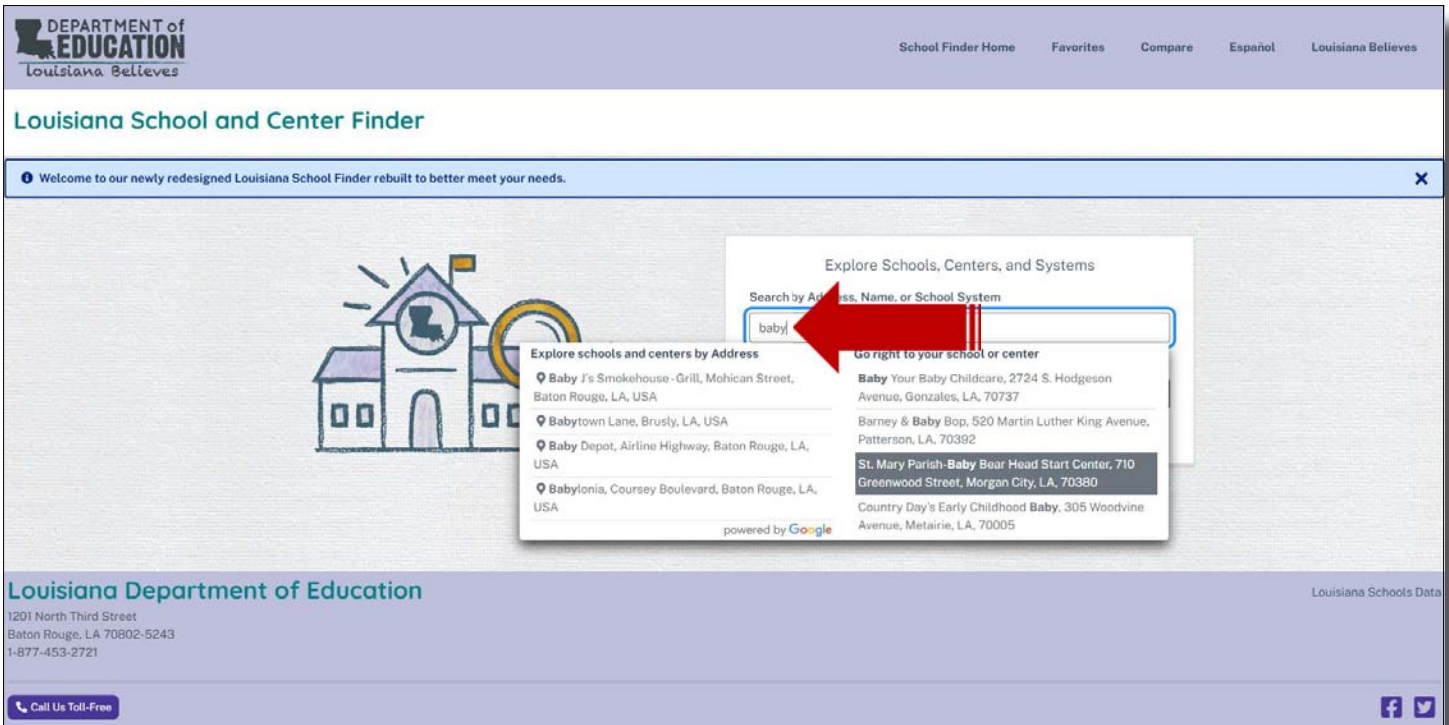 DEPARTMENT of
EDUCATION
Louisiana Believes
School Finder Home Favorites Compare Español Louisiana Believes
Louisiana School and Center Finder
Welcome to our newly redesigned Louisiana School Finder rebuilt to better meet your needs.
Explore Schools, Centers, and Systems
Search by Address, Name, or School System
baby
Explore schools and centers by Address
Baby J's Smokehouse-Grill, Mohican Street,
Baton Rouge, LA, USA
Babytown Lane, Brusly, LA, USA
Baby Depot, Airline Highway, Baton Rouge, LA,
USA
Babylonia, Coursey Boulevard, Baton Rouge, LA,
USA
powered by Google
Go right to your school or center
Baby Your Baby Childcare, 2724 S. Hodgeson
Avenue, Gonzales, LA, 70737
Barney & Baby Bop, 520 Martin Luther King Avenue,
Patterson, LA, 70392
St. Mary Parish-Baby Bear Head Start Center, 710
Greenwood Street, Morgan City, LA, 70380
Country Day's Early Childhood Baby, 305 Woodvine
Avenue, Metairie, LA, 70005
Louisiana Department of Education
1201 North Third Street
Baton Rouge, LA 70802-5243
1-877-453-2721
Louisiana Schools Data
Call Us Toll-Free